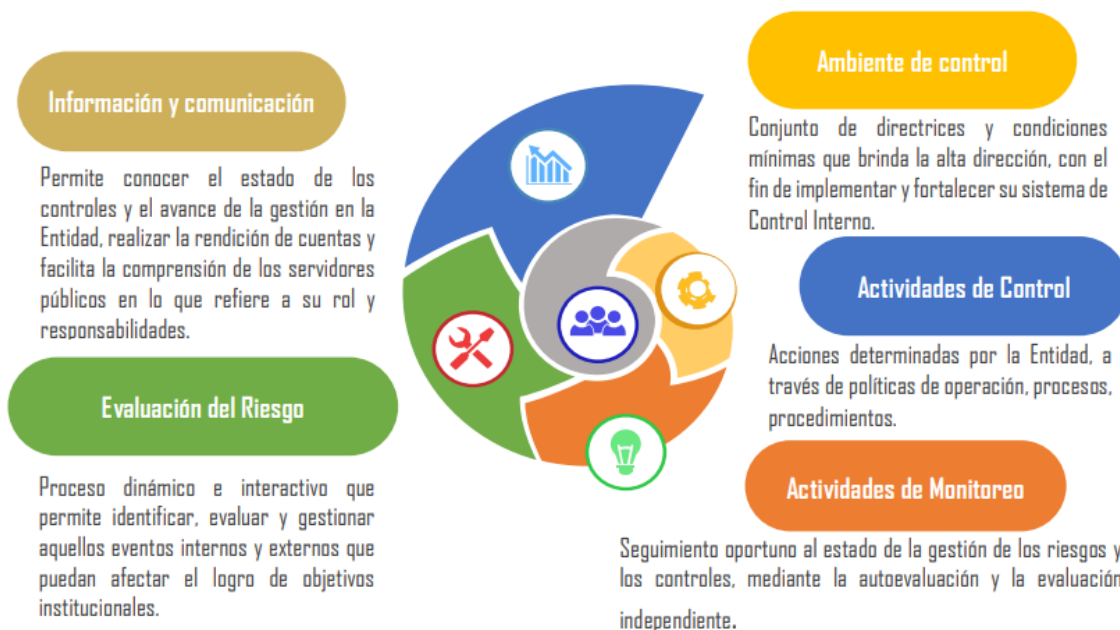 Información y comunicación
Permite conocer el estado de los
controles y el avance de la gestión en la
Entidad, realizar la rendición de cuentas y
facilita la comprensión de los servidores
públicos en lo que refiere a su rol y
responsabilidades.
Evaluación del Riesgo
Proceso dinámico e interactivo que
permite identificar, evaluar y gestionar
aquellos eventos internos y externos que
puedan afectar el logro de objetivos
institucionales.
Ambiente de control
Conjunto de directrices y condiciones
mínimas que brinda la alta dirección, con el
fin de implementar y fortalecer su sistema de
Control Interno.
Actividades de Control
Acciones determinadas por la Entidad, a
través de políticas de operación, procesos,
procedimientos.
Actividades de Monitoreo
Seguimiento oportuno al estado de la gestión de los riesgos y
los controles, mediante la autoevaluación y la evaluación
independiente.